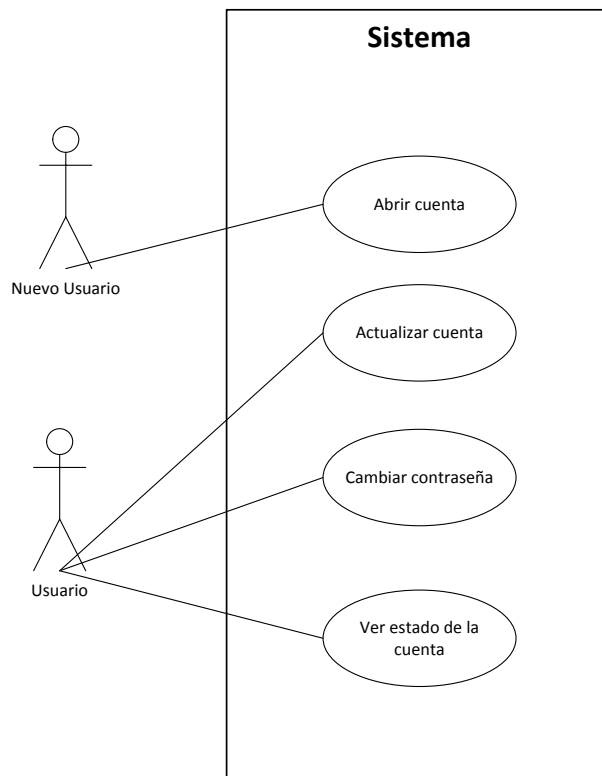 Sistema
Abrir cuenta
Nuevo Usuario
Actualizar cuenta
Cambiar contraseña
Usuario
Ver estado de la
cuenta